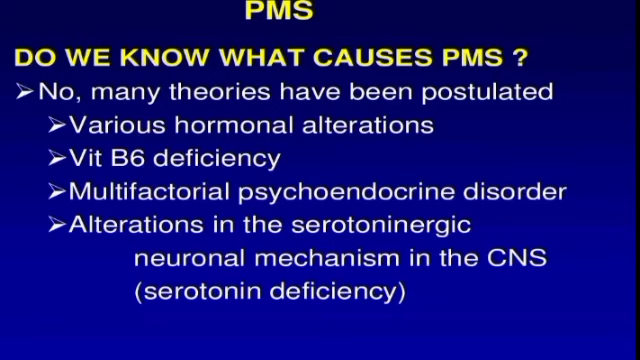 PMS
DO WE KNOW WHAT CAUSES PMS ?
➢No, many theories have been postulated
➢Various hormonal alterations
➢Vit B6 deficiency
➢Multifactorial psychoendocrine disorder
➢Alterations in the serotoninergic
neuronal mechanism in the CNS
(serotonin deficiency)